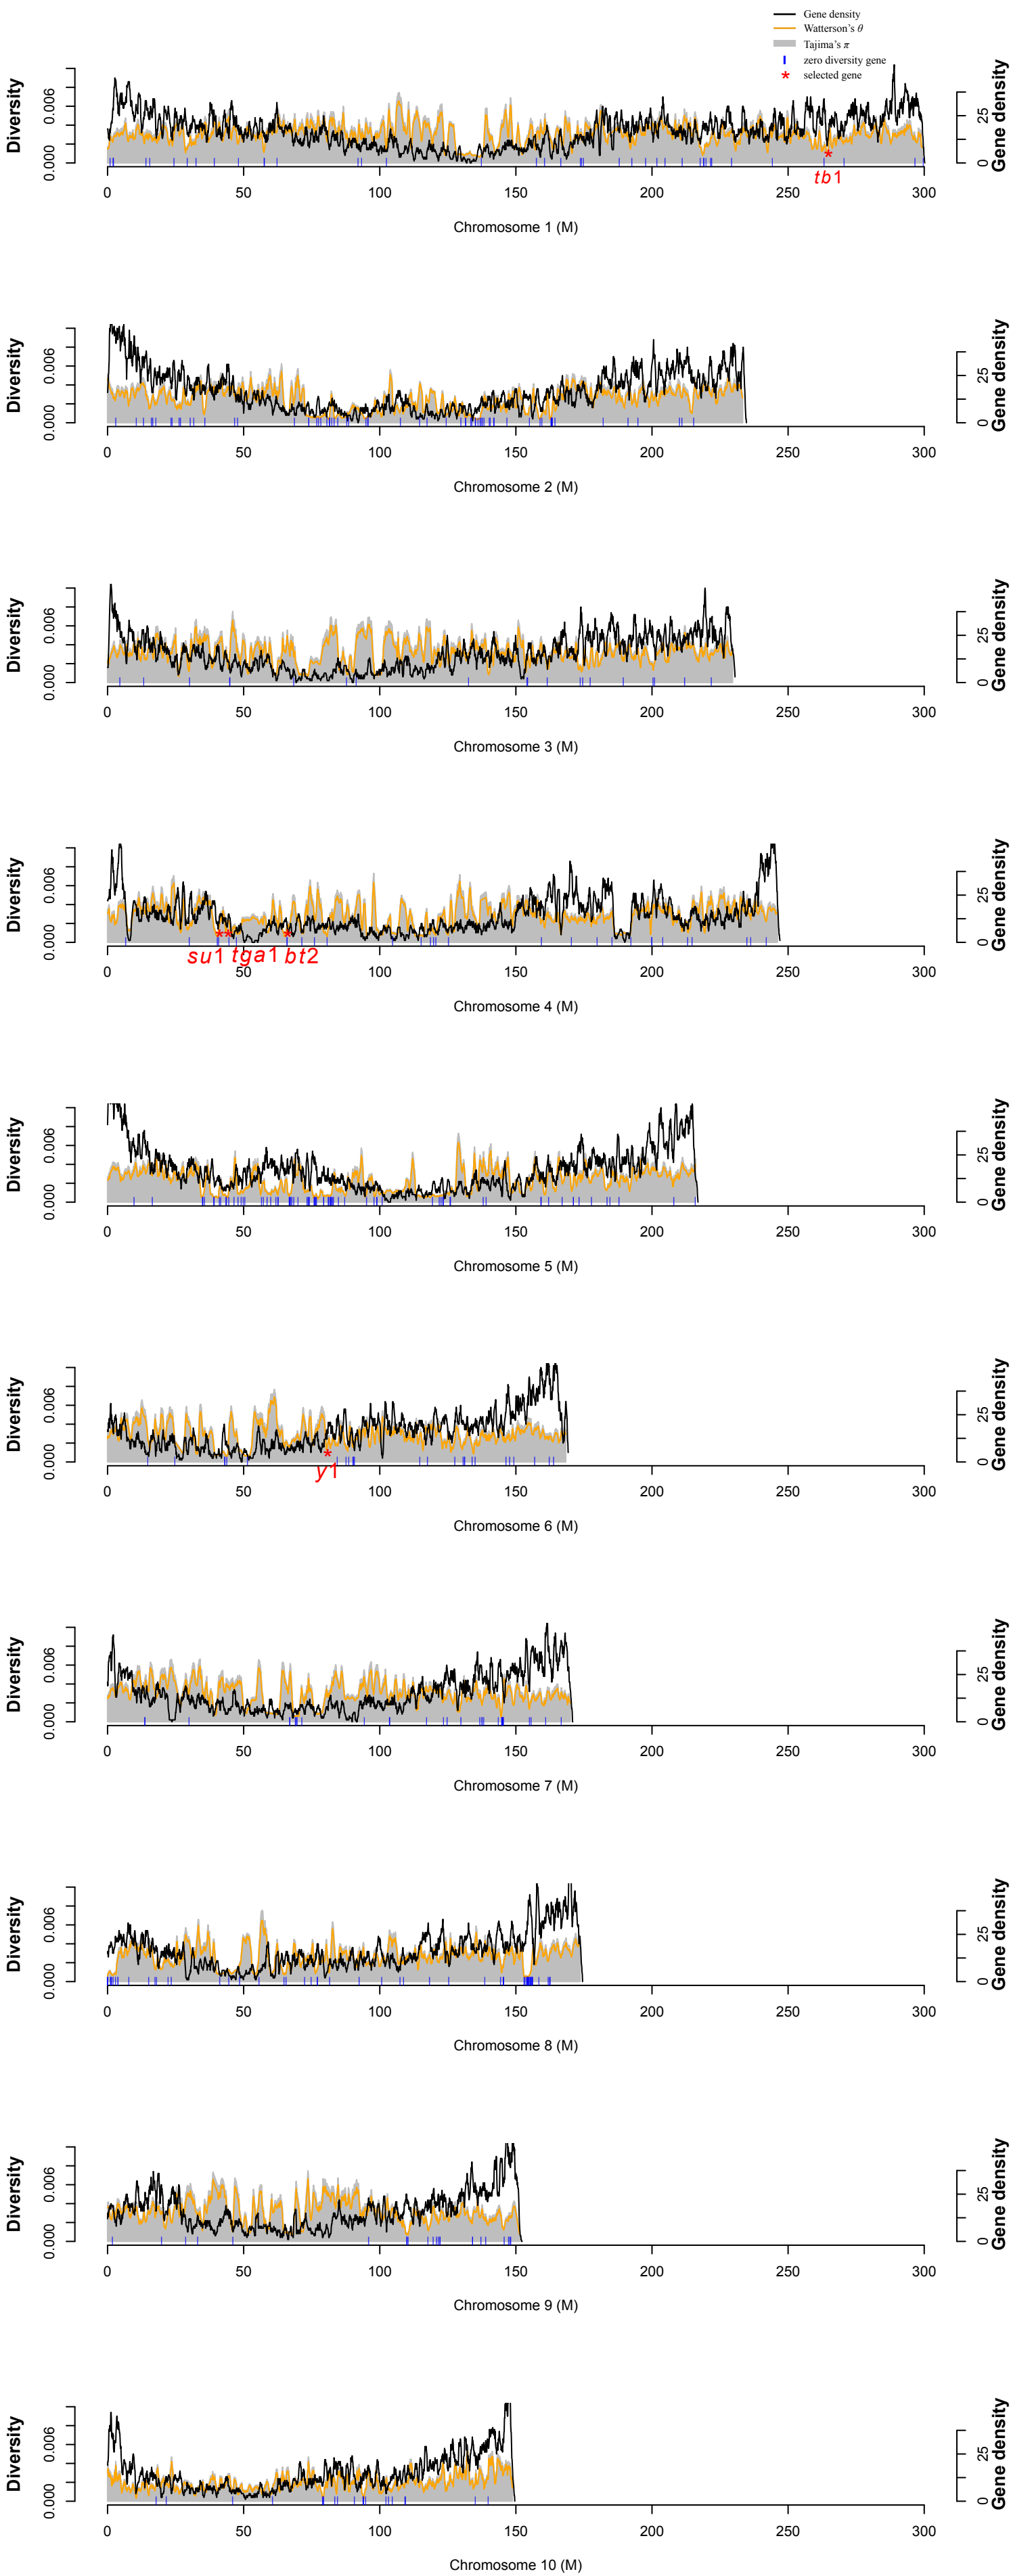 Gene density
Watterson's θ
Tajima's π
zero diversity gene
selected gene
Diversity
0.000 0.006
0 25
Gene density
tb1
0 50 100 150 200 250 300
Chromosome 1 (M)
Diversity
0.000 0.006
0 25
Gene density
0 50 100 150 200 250 300
Chromosome 2 (M)
Diversity
0.000 0.006
0 25
Gene density
0 50 100 150 200 250 300
Chromosome 3 (M)
Diversity
0.000 0.006
0 25
Gene density
su1 tga1 bt2
0 50 100 150 200 250 300
Chromosome 4 (M)
Diversity
0.000 0.006
0 25
Gene density
0 50 100 150 200 250 300
Chromosome 5 (M)
Diversity
0.000 0.006
0 25
Gene density
y1
0 50 100 150 200 250 300
Chromosome 6 (M)
Diversity
0.000 0.006
0 25
Gene density
0 50 100 150 200 250 300
Chromosome 7 (M)
Diversity
0.000 0.006
0 25
Gene density
0 50 100 150 200 250 300
Chromosome 8 (M)
Diversity
0.000 0.006
0 25
Gene density
0 50 100 150 200 250 300
Chromosome 9 (M)
Diversity
0.000 0.006
0 25
Gene density
0 50 100 150 200 250 300
Chromosome 10 (M)